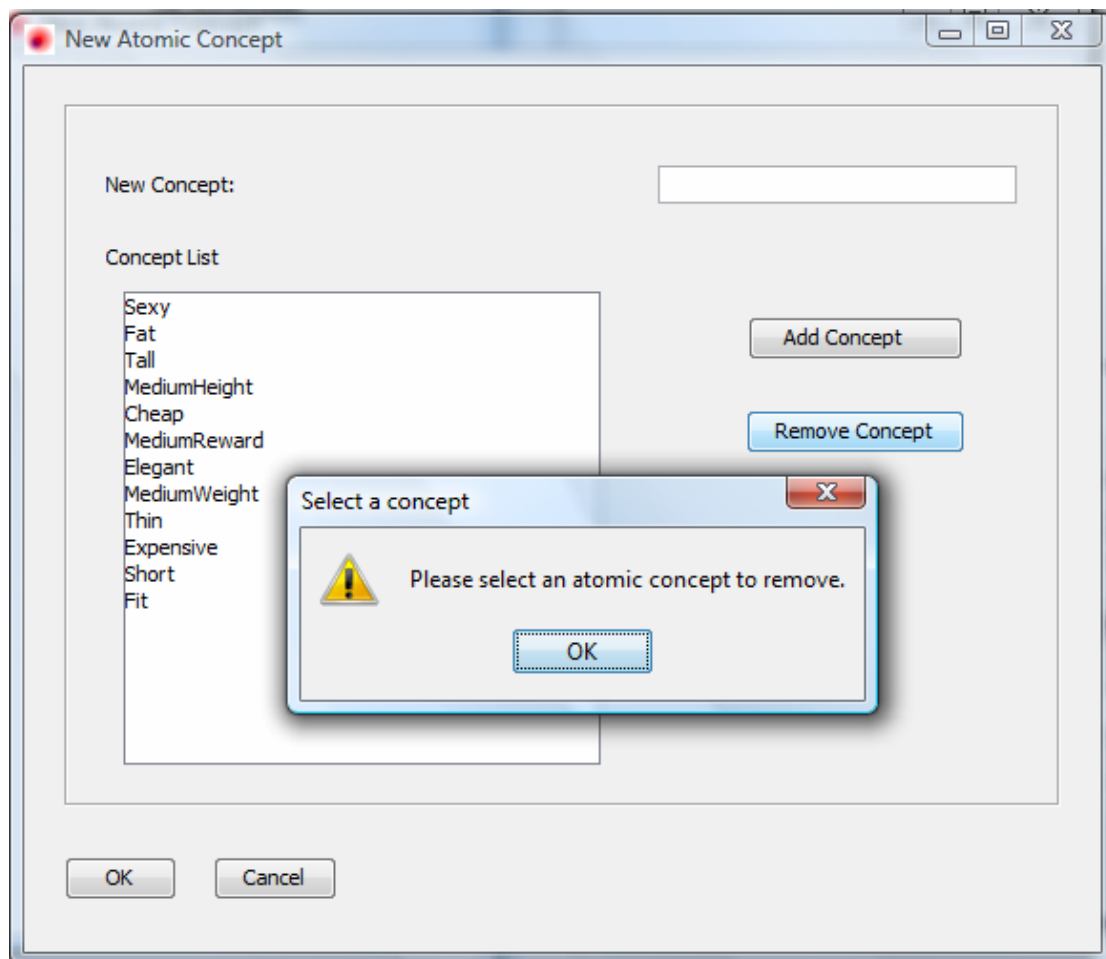 New Atomic Concept
New Concept:
Concept List
Sexy
Fat
Tall
MediumHeight
Cheap
MediumReward
Elegant
MediumWeight
Thin
Expensive
Short
Fit
Add Concept
Remove Concept
Select a concept
Please select an atomic concept to remove.
OK
OK
Cancel